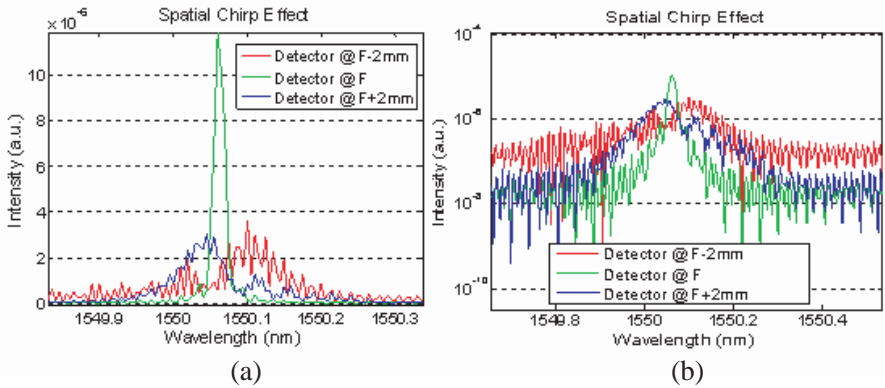 Spatial Chirp Effect
x 10⁻⁶
10
8
6
4
2
0
Intensity (a.u.)
Detector @F-2mm
Detector @F
Detector @F+2mm
1549.9 1550 1550.1 1550.2 1550.3
Wavelength (nm)
(a)
Spatial Chirp Effect
10⁻⁴
10⁻⁶
10⁻⁸
10⁻¹⁰
Intensity (a.u.)
Detector @F-2mm
Detector @F
Detector @F+2mm
1549.8 1550 1550.2 1550.4
Wavelength (nm)
(b)